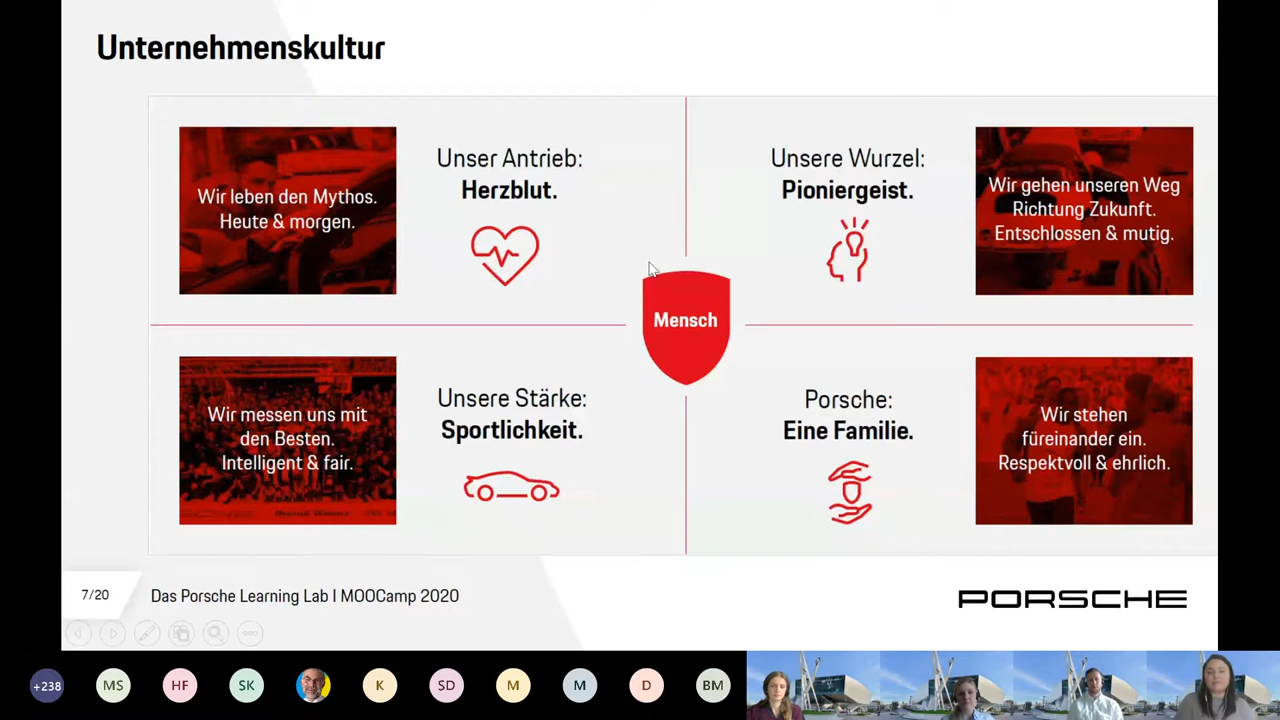 Unternehmenskultur
Wir leben den Mythos.
Heute & morgen.
Unser Antrieb:
Herzblut.
Unsere Wurzel:
Pioniergeist.
Wir gehen unseren Weg
Richtung Zukunft.
Entschlossen & mutig.
Mensch
Wir messen uns mit
den Besten.
Intelligent & fair.
Unsere Stärke:
Sportlichkeit.
Porsche:
Eine Familie.
Wir stehen
füreinander ein.
Respektvoll & ehrlich.
7/20
Das Porsche Learning Lab I MOOCamp 2020
PORSCHE
+238
MS
HF
SK
K
SD
M
M
D
BM